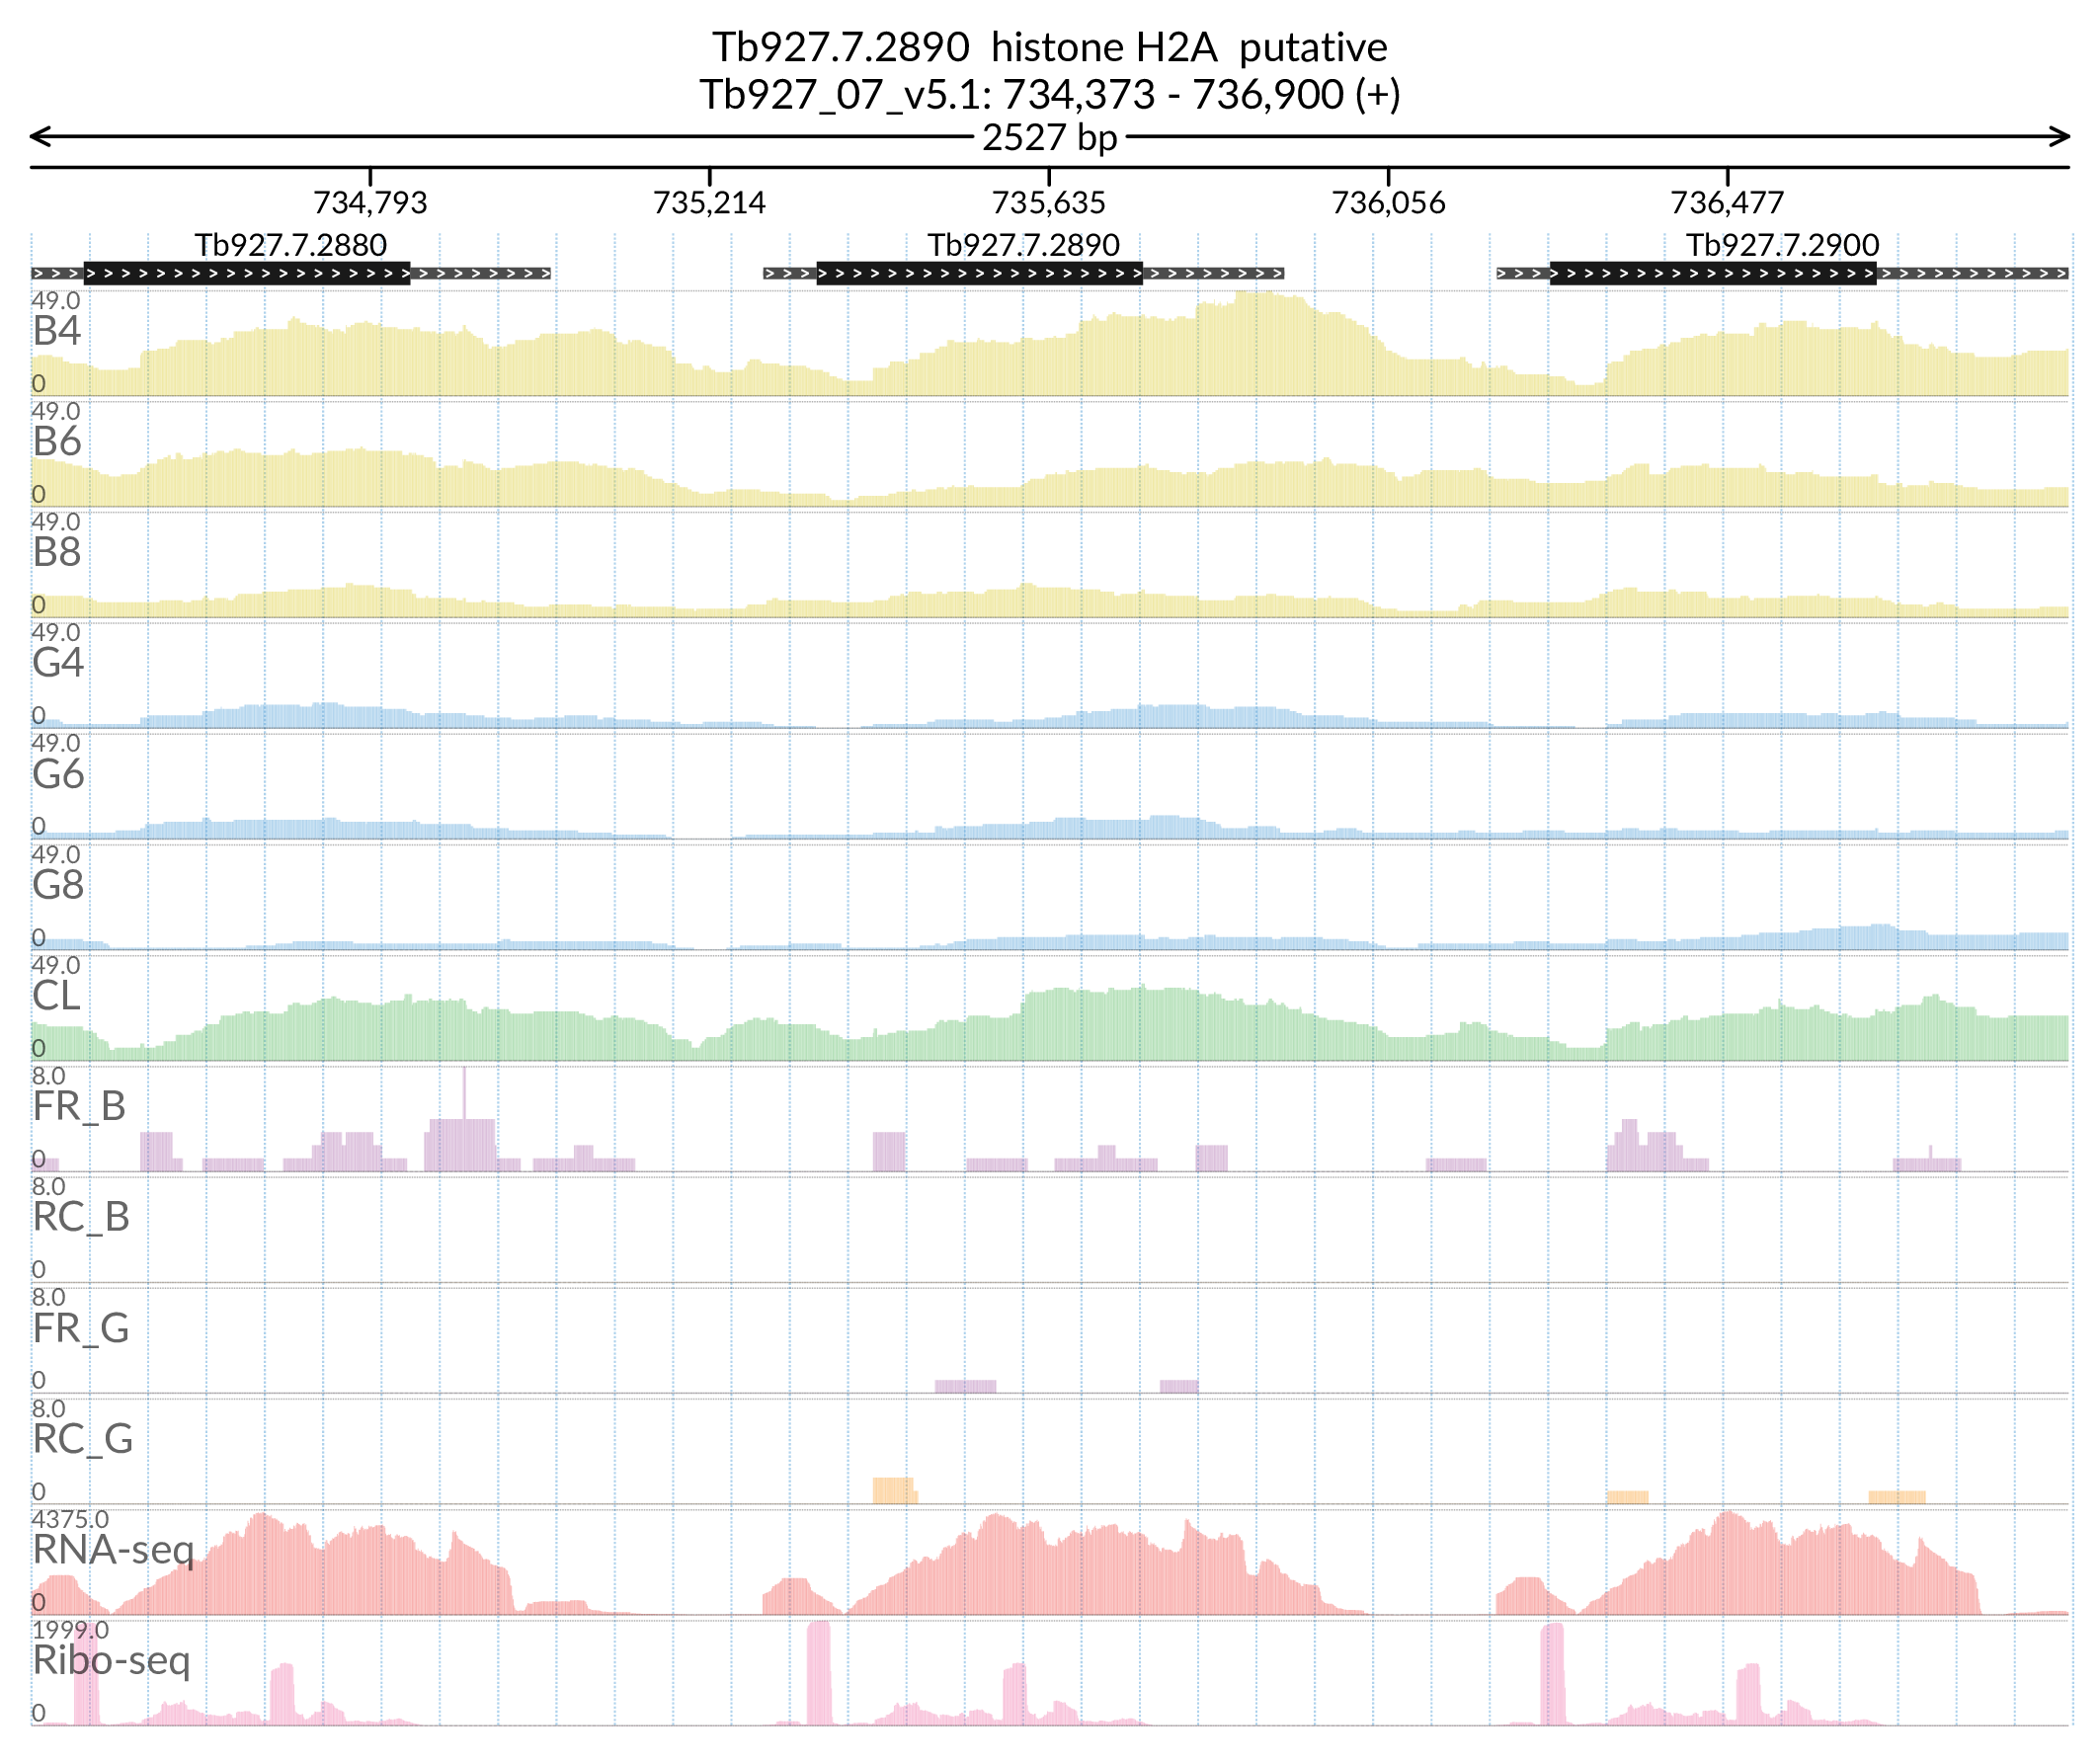 Tb927.7.2890  histone H2A  putative
Tb927_07_v5.1: 734,373 - 736,900 (+)
2527 bp
734,793 735,214 735,635 736,056 736,477
Tb927.7.2880 Tb927.7.2890 Tb927.7.2900
49.0
B4
0
49.0
B6
0
49.0
B8
0
49.0
G4
0
49.0
G6
0
49.0
G8
0
49.0
CL
0
8.0
FR_B
0
8.0
RC_B
0
8.0
FR_G
0
8.0
RC_G
0
4375.0
RNA-seq
0
1999.0
Ribo-seq
0